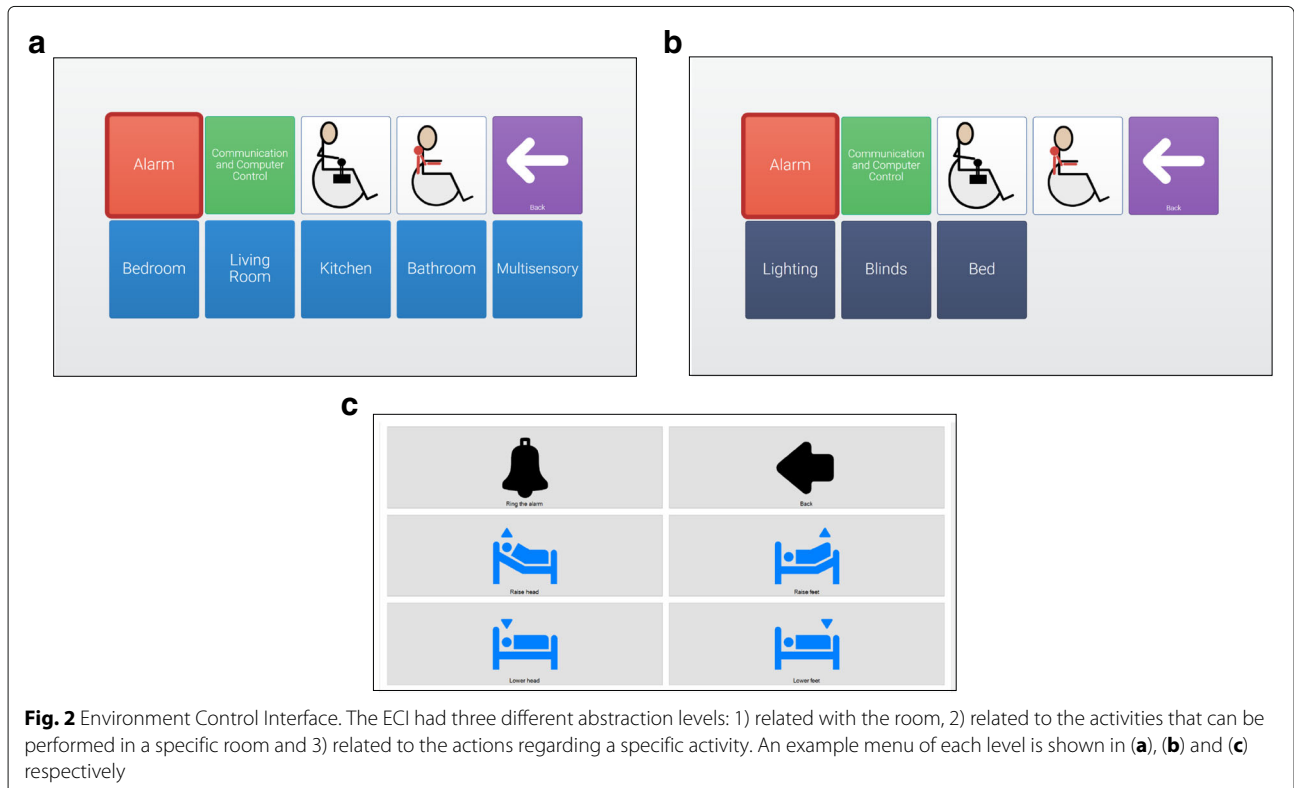 a
b
Alarm
Communication
and Computer
Control
Back
Bedroom
Living
Room
Kitchen
Bathroom
Multisensory
Alarm
Communication
and Computer
Control
Back
Lighting
Blinds
Bed
c
Ring the alarm
Back
Raise head
Raise feet
Lower head
Lower feet
Fig. 2 Environment Control Interface. The ECI had three different abstraction levels: 1) related with the room, 2) related to the activities that can be
performed in a specific room and 3) related to the actions regarding a specific activity. An example menu of each level is shown in (a), (b) and (c)
respectively